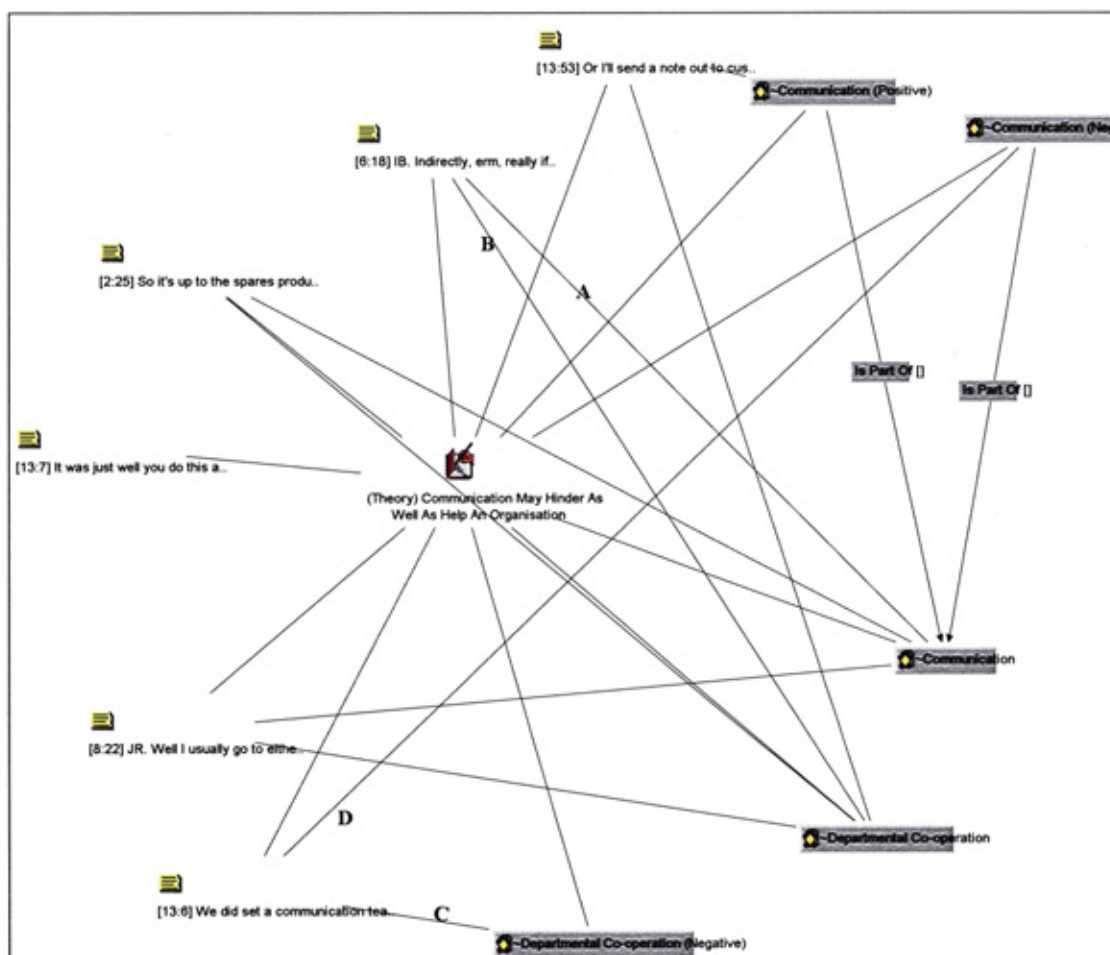 [13:53] Or I'll send a note out to cus..
~Communication (Positive)
~Communication (Neg
[6:18] IB. Indirectly, erm, really if..
B
[2:25] So it's up to the spares produ..
A
Is Part Of []
Is Part Of []
[13:7] It was just well you do this a..
(Theory) Communication May Hinder As
Well As Help An Organisation
~Communication
[8:22] JR. Well I usually go to eithe..
D
~Departmental Co-operation
[13:6] We did set a communication tea..
C
~Departmental Co-operation (Negative)